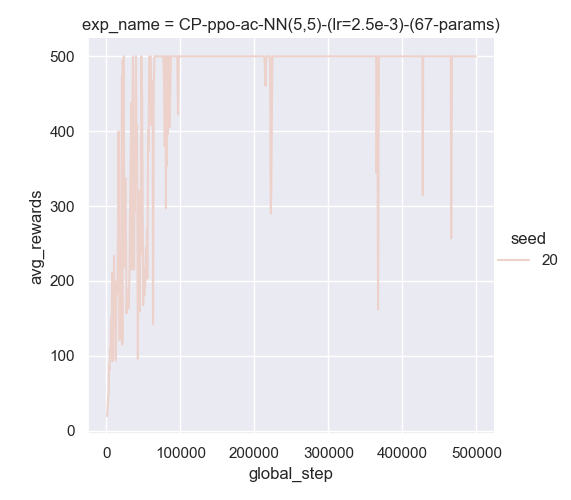 exp_name = CP-ppo-ac-NN(5,5)-(lr=2.5e-3)-(67-params)
500
400
300
200
100
0
avg_rewards
seed
20
0 100000 200000 300000 400000 500000
global_step